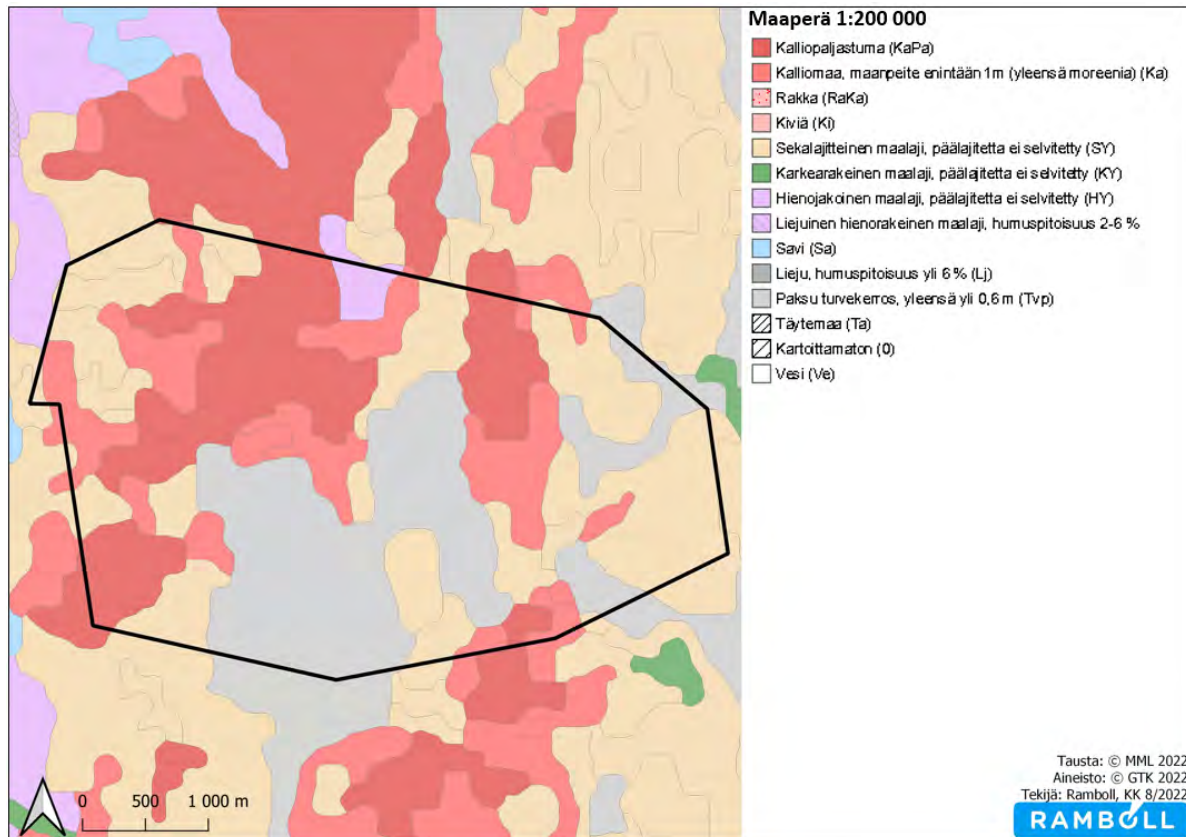 Maaperä 1:200 000
Kalliopaljastuma (KaPa)
Kalliomaa, maanpeite enintään 1m (yleensä moreenia) (Ka)
Rakka (RaKa)
Kiviä (Ki)
Sekalajitteinen maalaji, päälajitetta ei selvitetty (SY)
Karkearakeinen maalaji, päälajitetta ei selvitetty (KY)
Hienojakoinen maalaji, päälajitetta ei selvitetty (HY)
Liejuinen hienorakeinen maalaji, humuspitoisuus 2-6 %
Savi (Sa)
Lieju, humuspitoisuus yli 6 % (Lj)
Paksu turvekerros, yleensä yli 0,6 m (Tvp)
Täytemaa (Ta)
Kartoittamaton (0)
Vesi (Ve)
0 500 1 000 m
Tausta: © MML 2022
Aineisto: © GTK 2022
Tekijä: Ramboll, KK 8/2022
RAMBOLL